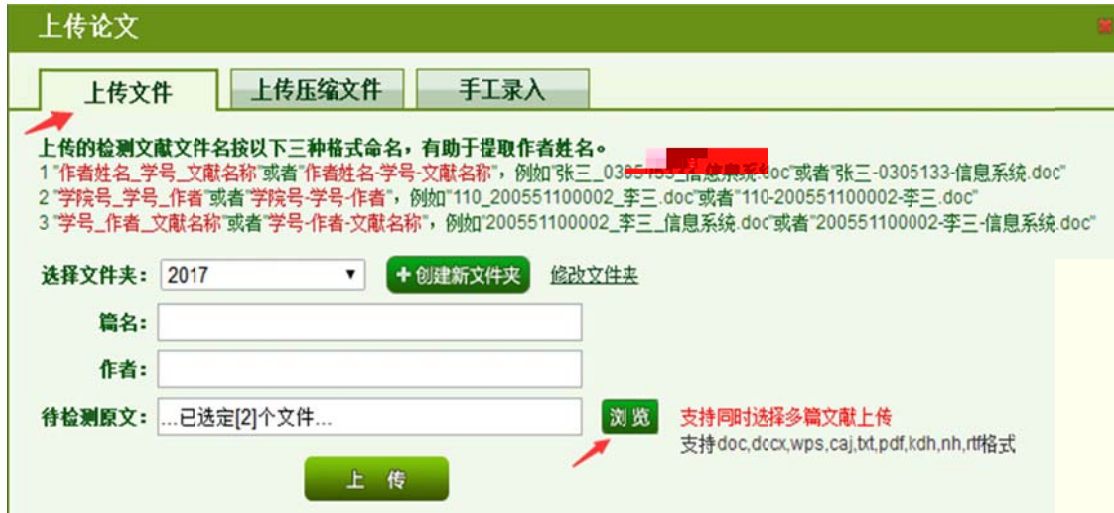 上传论文
上传文件 上传压缩文件 手工录入
上传的检测文献文件名按以下三种格式命名，有助于提取作者姓名。
1 "作者姓名_学号_文献名称"或者"作者姓名-学号-文献名称"，例如"张三_0305133_信息系统.doc"或者"张三-0305133-信息系统.doc"
2 "学院号_学号_作者"或者"学院号-学号-作者"，例如"110_200551100002_李三.doc"或者"110-200551100002-李三.doc"
3 "学号_作者_文献名称"或者"学号-作者-文献名称"，例如"200551100002_李三_信息系统.doc"或者"200551100002-李三-信息系统.doc"
选择文件夹： 2017 +创建新文件夹 修改文件夹
篇名：
作者：
待检测原文： ...已选定[2]个文件... 浏览 支持同时选择多篇文献上传
支持doc,docx,wps,caj,txt,pdf,kdh,nh,rtf格式
上 传